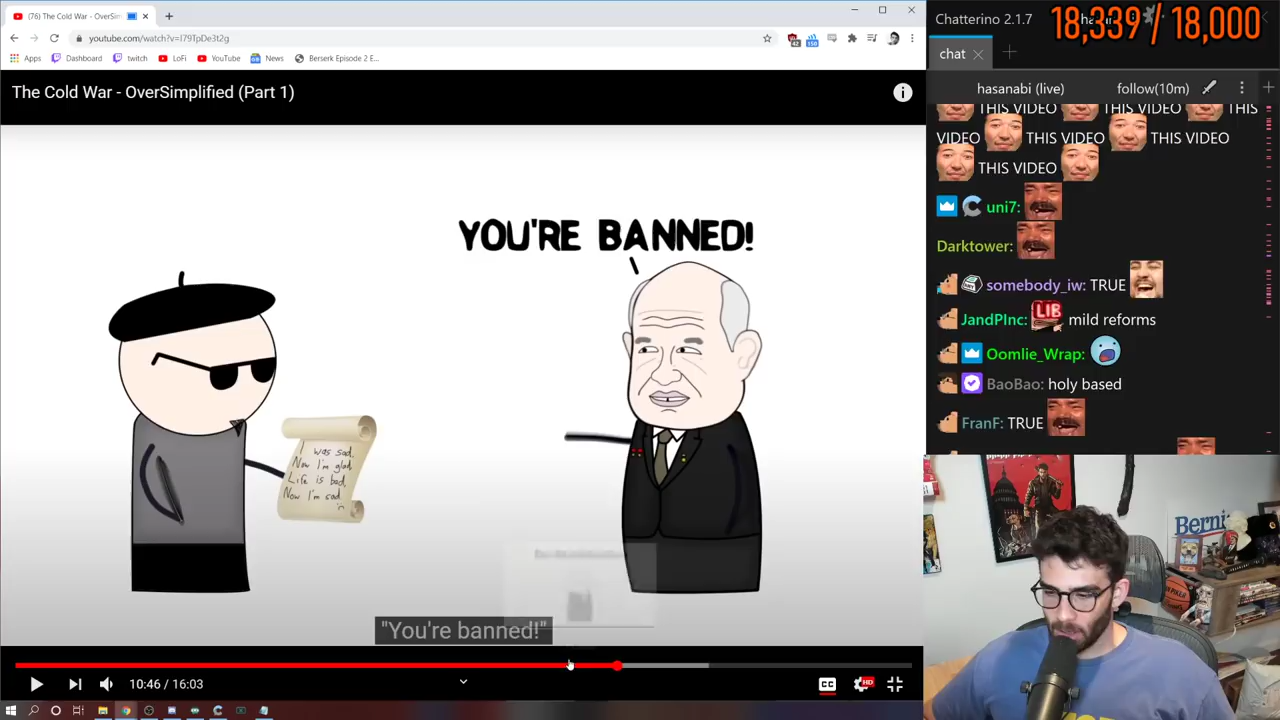 (76) The Cold War - OverSim
Chatterino 2.1.7
18,339 / 18,000
youtube.com/watch?v=I79TpDe3t2g
chat
Apps Dashboard twitch LoFi YouTube News Berserk Episode 2 E...
The Cold War - OverSimplified (Part 1)
hasanabi (live) follow(10m)
THIS VIDEO THIS VIDEO THIS
VIDEO THIS VIDEO THIS VIDEO
THIS VIDEO
uni7:
Darktower:
somebody_iw: TRUE
JandPInc: LIB mild reforms
Oomlie_Wrap:
BaoBao: holy based
FranF: TRUE
YOU'RE BANNED!
I was sad.
Now I'm glad
Life is bad.
Now I'm sad.
"You're banned!"
10:46 / 16:03
CC
HD
Bernie